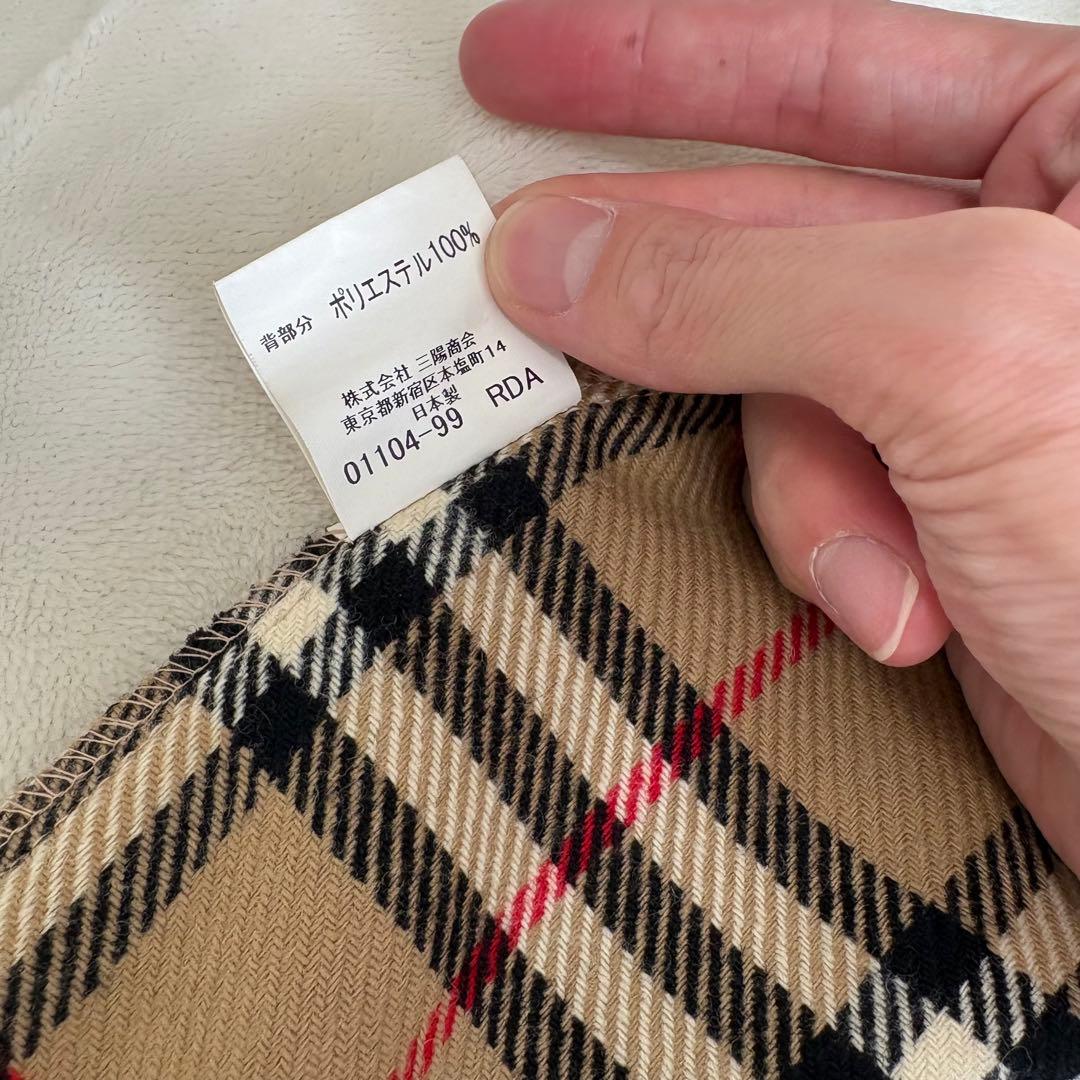 背部分 ポリエステル100%
株式会社 三陽商会
東京都新宿区本塩町14
日本製
01104-99 RDA